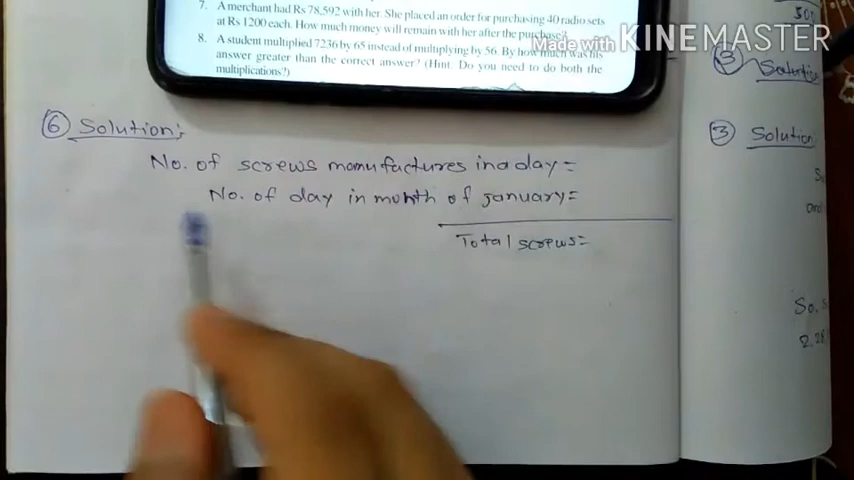 7. A merchant had Rs 78,592 with her. She placed an order for purchasing 40 radio sets
at Rs 1200 each. How much money will remain with her after the purchase?
Made with KINEMASTER
8. A student multiplied 7236 by 65 instead of multiplying by 56. By how much was his
answer greater than the correct answer? (Hint: Do you need to do both the
multiplications?)
6 Solution:
No. of screws manufactures in a day =
No. of day in month of January =
Total screws =
3
Solution
3 Solution
So,